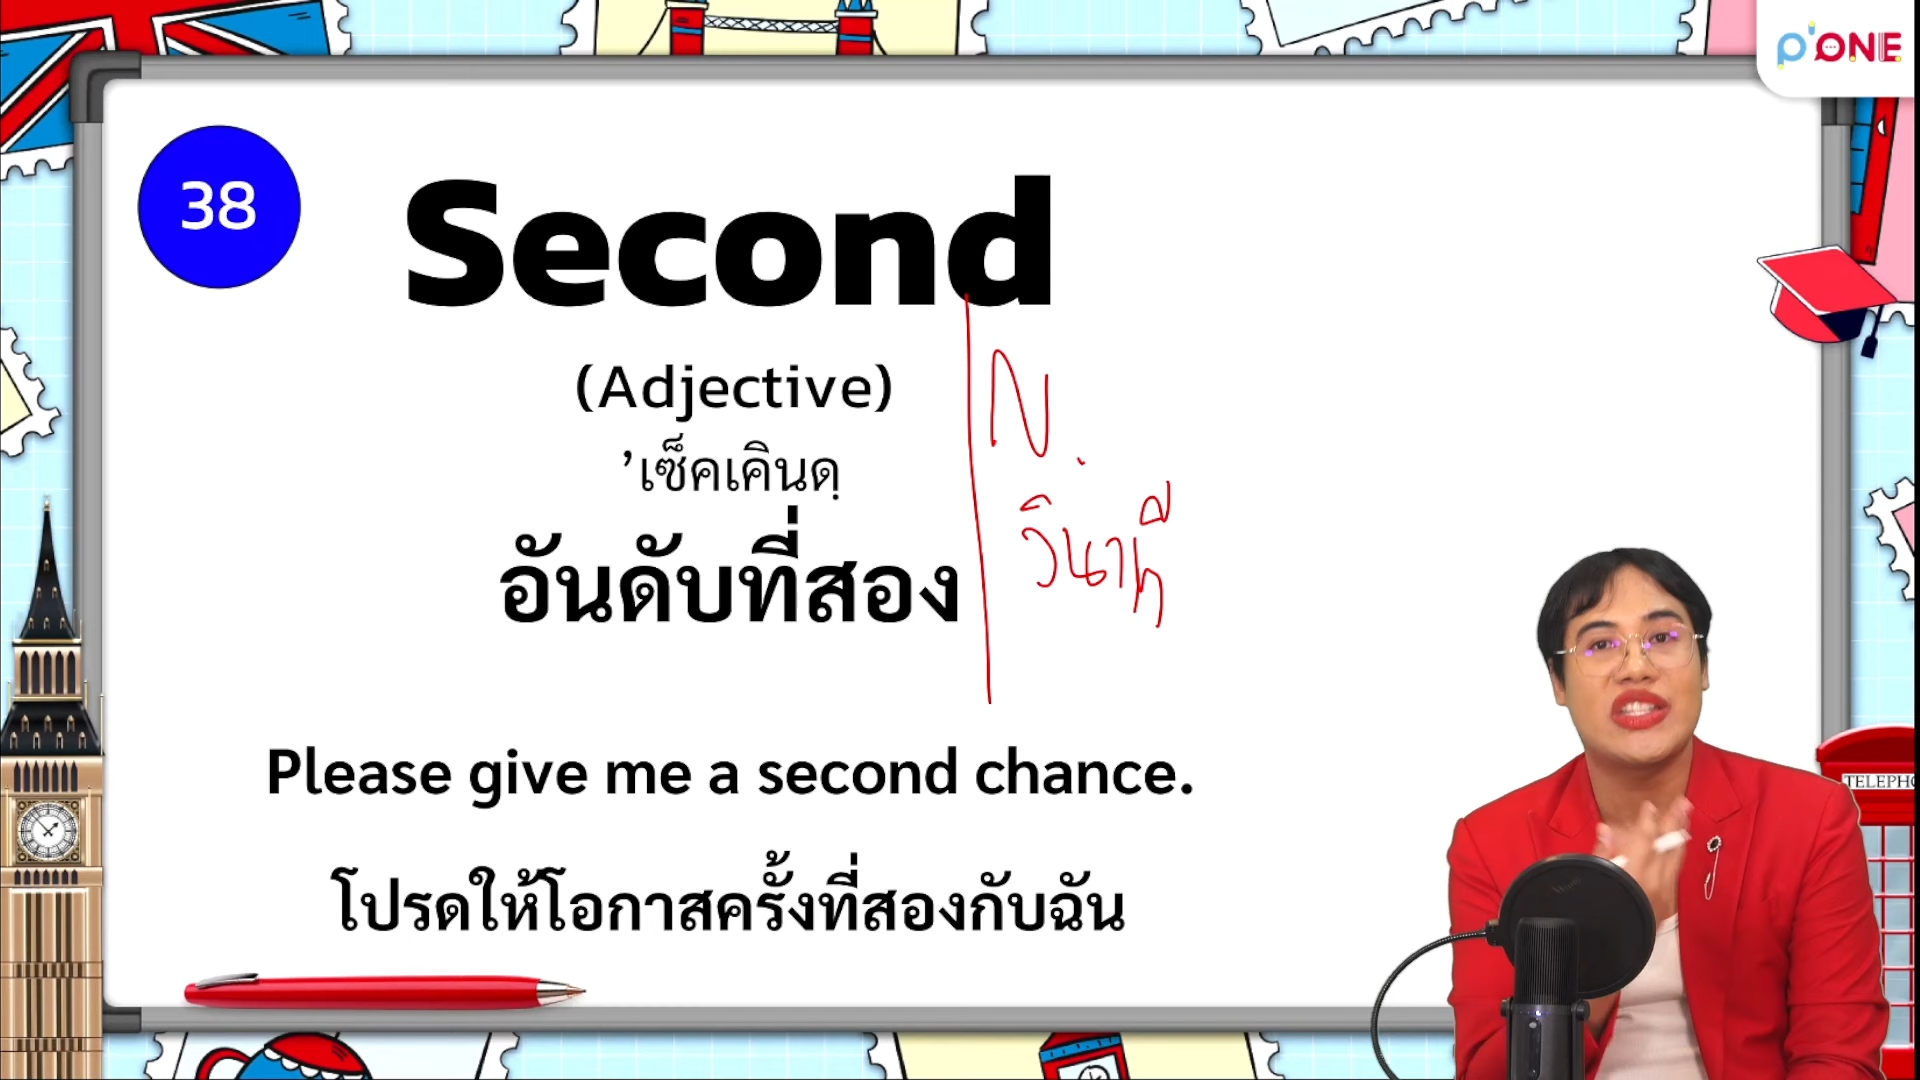 P'ONE
38
Second
(Adjective)
'เซ็คเคินดฺ
อันดับที่สอง
N.
วินาที
Please give me a second chance.
โปรดให้โอกาสครั้งที่สองกับฉัน